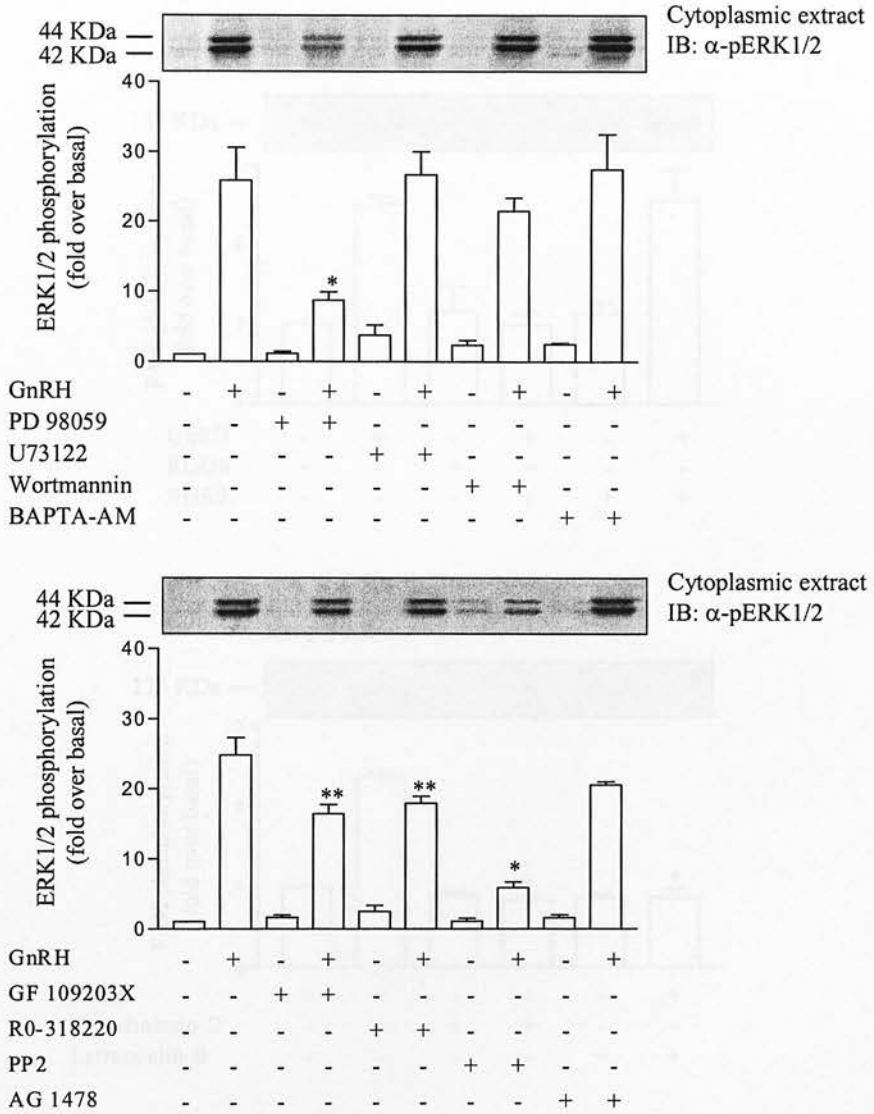 44 KDa
42 KDa
Cytoplasmic extract
IB: α-pERK1/2
ERK1/2 phosphorylation
(fold over basal)
40
30
20
10
0
*
GnRH - + - + - + - + - +
PD 98059 - - + + - - - - - -
U73122 - - - - + + - - - -
Wortmannin - - - - - - + + - -
BAPTA-AM - - - - - - - - + +
44 KDa
42 KDa
Cytoplasmic extract
IB: α-pERK1/2
ERK1/2 phosphorylation
(fold over basal)
40
30
20
10
0
** ** *
GnRH - + - + - + - + - +
GF 109203X - - + + - - - - - -
R0-318220 - - - - + + - - - -
PP2 - - - - - - + + - -
AG 1478 - - - - - - - - + +